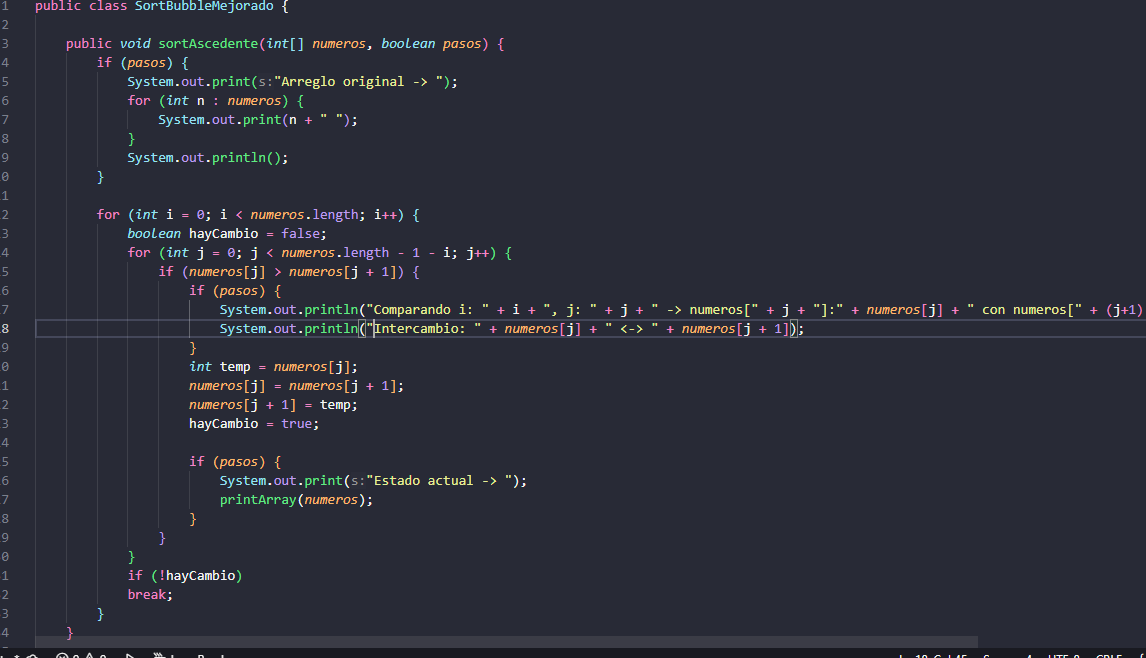 1 public class SortBubbleMejorado {
2
3 public void sortAscedente(int[] numeros, boolean pasos) {
4 if (pasos) {
5 System.out.print(s:"Arreglo original -> ");
6 for (int n : numeros) {
7 System.out.print(n + " ");
8 }
9 System.out.println();
0 }
1
2 for (int i = 0; i < numeros.length; i++) {
3 boolean hayCambio = false;
4 for (int j = 0; j < numeros.length - 1 - i; j++) {
5 if (numeros[j] > numeros[j + 1]) {
6 if (pasos) {
7 System.out.println("Comparando i: " + i + ", j: " + j + " -> numeros[" + j + "]:" + numeros[j] + " con numeros[" + (j+1)
8 System.out.println("Intercambio: " + numeros[j] + " <-> " + numeros[j + 1]);
9 }
0 int temp = numeros[j];
1 numeros[j] = numeros[j + 1];
2 numeros[j + 1] = temp;
3 hayCambio = true;
4
5 if (pasos) {
6 System.out.print(s:"Estado actual -> ");
7 printArray(numeros);
8 }
9 }
0 }
1 if (!hayCambio)
2 break;
3 }
4 }